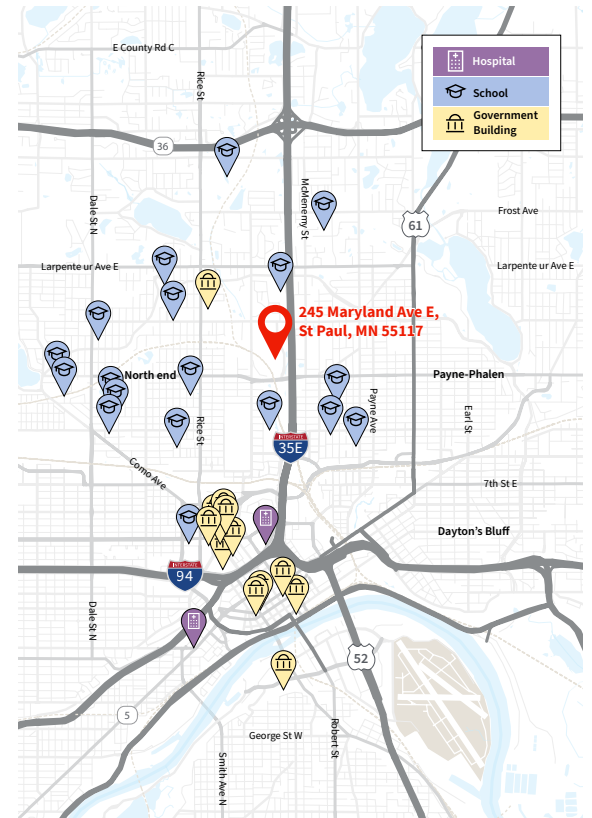 E County Rd C
Hospital
School
Government
Building
Rice St
36
McMenemy St
Dale St N
61
Frost Ave
Larpente ur Ave E
Larpente ur Ave E
245 Maryland Ave E,
St Paul, MN 55117
North end
Payne-Phalen
Payne Ave
Earl St
Rice St
INTERSTATE
35E
Como Ave
7th St E
M
Dayton's Bluff
INTERSTATE
94
Dale St N
52
5
George St W
Robert St
Smith Ave N